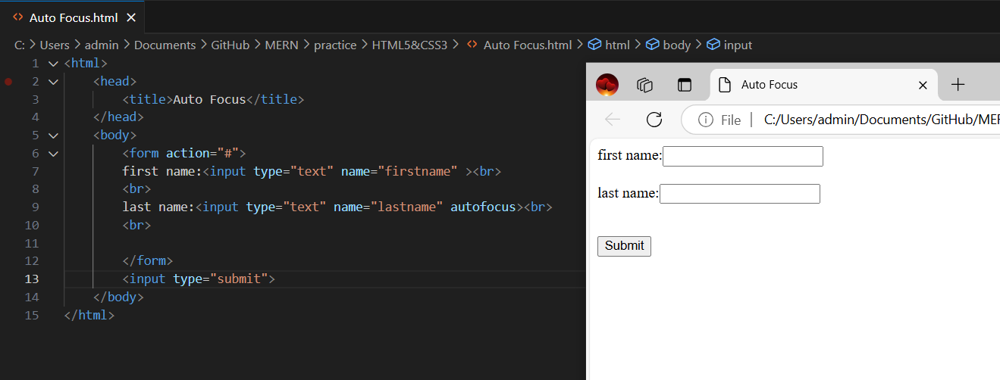 Auto Focus.html
C: > Users > admin > Documents > GitHub > MERN > practice > HTML5&CSS3 > Auto Focus.html > html > body > input
1 <html>
2 <head>
3 <title>Auto Focus</title>
4 </head>
5 <body>
6 <form action="#">
7 first name:<input type="text" name="firstname" ><br>
8 <br>
9 last name:<input type="text" name="lastname" autofocus><br>
10 <br>
11
12 </form>
13 <input type="submit">
14 </body>
15 </html>
Auto Focus
File | C:/Users/admin/Documents/GitHub/MER
first name:
last name:
Submit